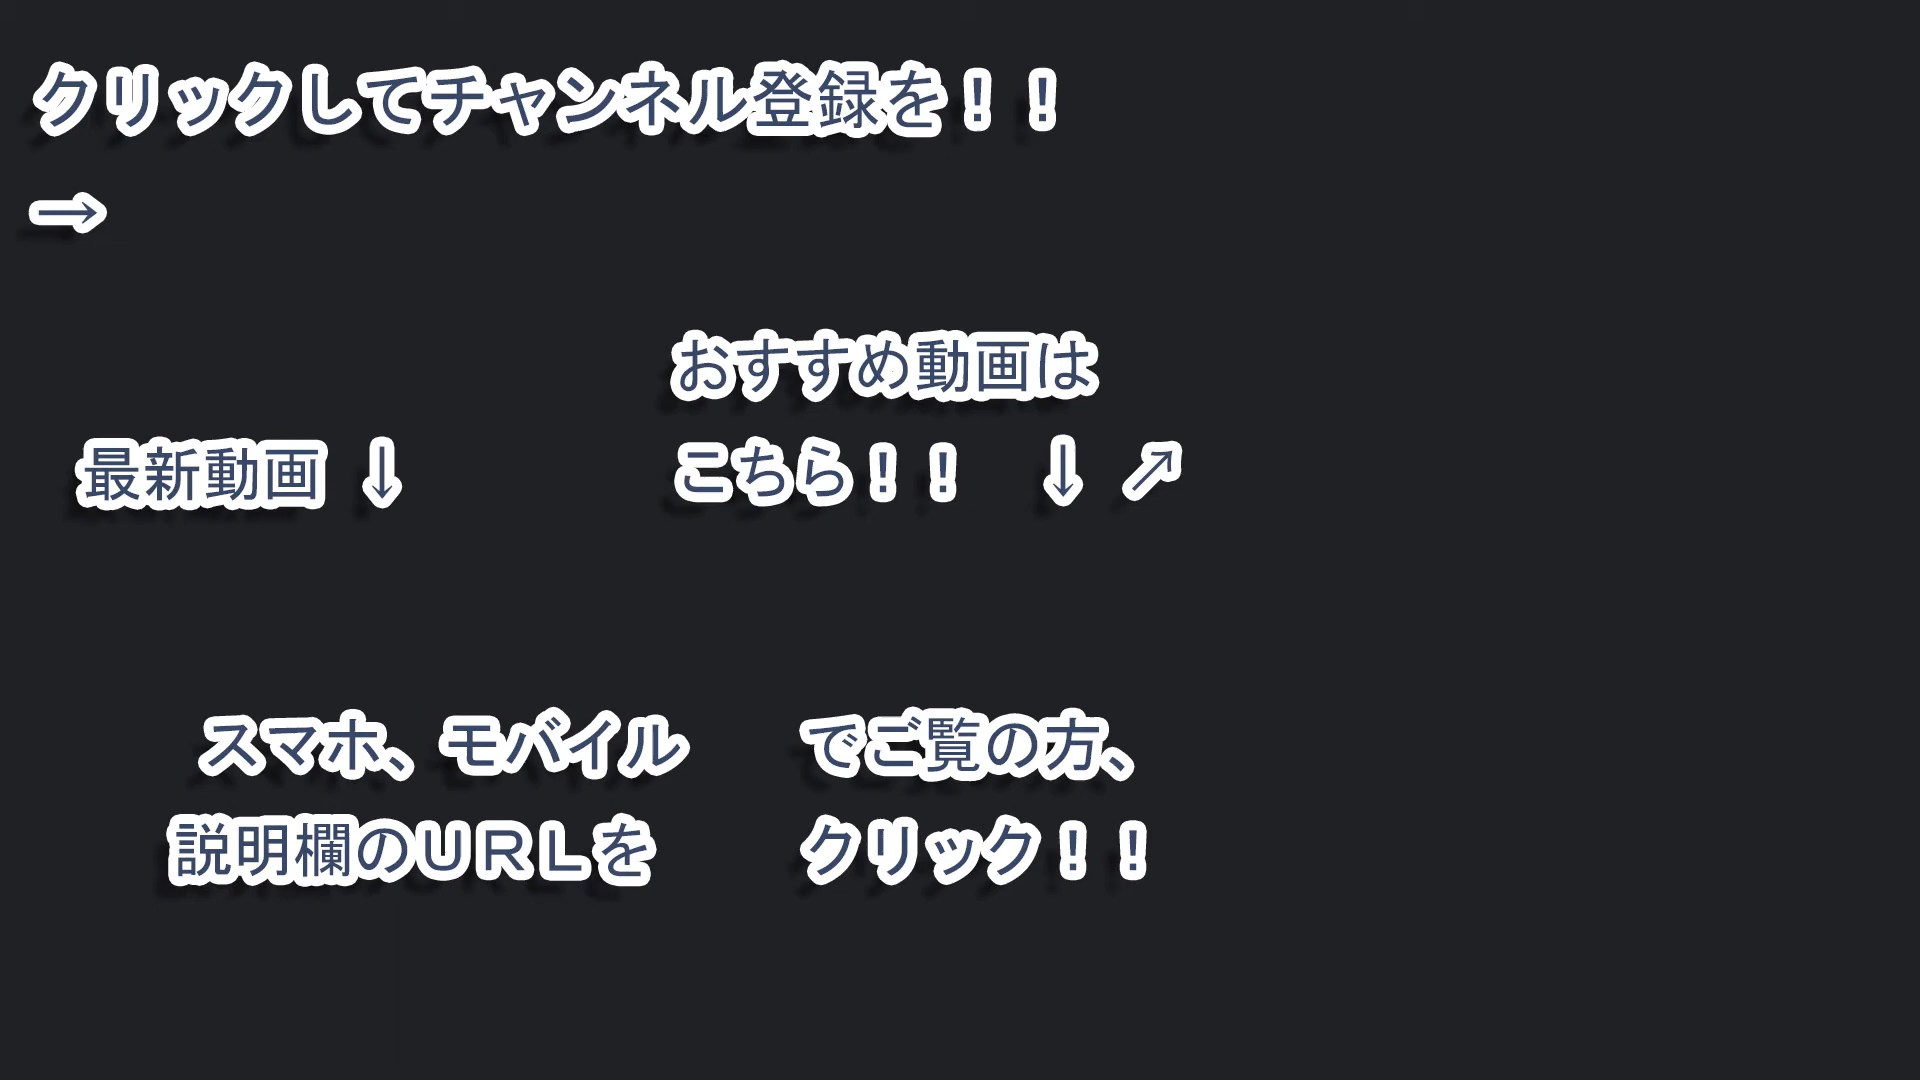 クリックしてチャンネル登録を！！
→
おすすめ動画は
最新動画 ↓
こちら！！ ↓ ↗
スマホ、モバイル でご覧の方、
説明欄のＵＲＬを クリック！！